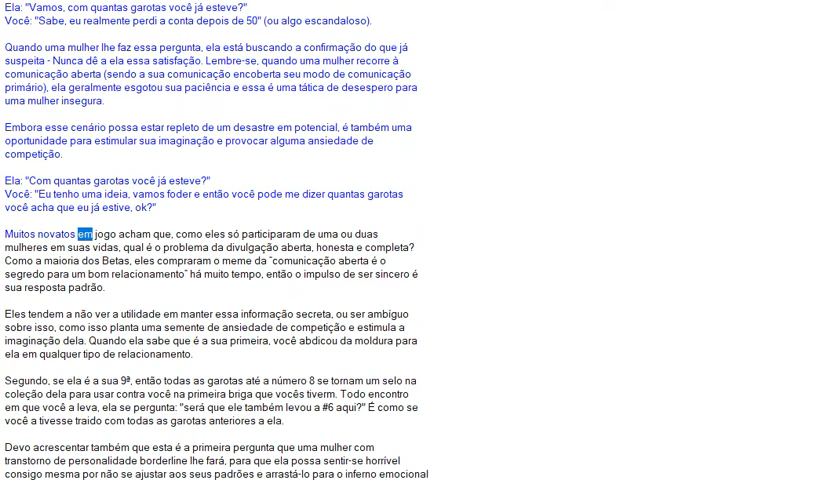 Ela: "Vamos, com quantas garotas você já esteve?"
Você: "Sabe, eu realmente perdi a conta depois de 50" (ou algo escandaloso).
Quando uma mulher lhe faz essa pergunta, ela está buscando a confirmação do que já
suspeita - Nunca dê a ela essa satisfação. Lembre-se, quando uma mulher recorre à
comunicação aberta (sendo a sua comunicação encoberta seu modo de comunicação
primário), ela geralmente esgotou sua paciência e essa é uma tática de desespero para
uma mulher insegura.
Embora esse cenário possa estar repleto de um desastre em potencial, é também uma
oportunidade para estimular sua imaginação e provocar alguma ansiedade de
competição.
Ela: "Com quantas garotas você já esteve?"
Você: "Eu tenho uma ideia, vamos foder e então você pode me dizer quantas garotas
você acha que eu já estive, ok?"
Muitos novatos em jogo acham que, como eles só participaram de uma ou duas
mulheres em suas vidas, qual é o problema da divulgação aberta, honesta e completa?
Como a maioria dos Betas, eles compraram o meme da "comunicação aberta é o
segredo para um bom relacionamento" há muito tempo, então o impulso de ser sincero é
sua resposta padrão.
Eles tendem a não ver a utilidade em manter essa informação secreta, ou ser ambíguo
sobre isso, como isso planta uma semente de ansiedade de competição e estimula a
imaginação dela. Quando ela sabe que é a sua primeira, você abdicou da moldura para
ela em qualquer tipo de relacionamento.
Segundo, se ela é a sua 9ª, então todas as garotas até a número 8 se tornam um selo na
coleção dela para usar contra você na primeira briga que vocês tiverm. Todo encontro
em que você a leva, ela se pergunta: "será que ele também levou a #6 aqui?" É como se
você a tivesse traido com todas as garotas anteriores a ela.
Devo acrescentar também que esta é a primeira pergunta que uma mulher com
transtorno de personalidade borderline lhe fará, para que ela possa sentir-se horrível
consigo mesma por não se ajustar aos seus padrões e arrastá-lo para o inferno emocional